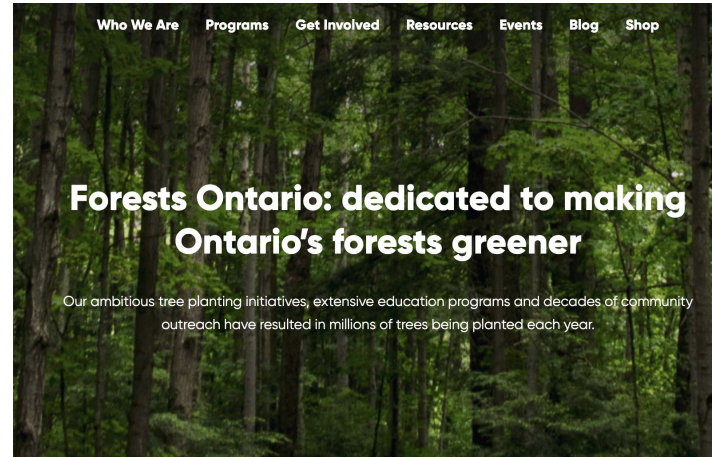 Who We Are Programs Get Involved Resources Events Blog Shop
Forests Ontario: dedicated to making
Ontario’s forests greener
Our ambitious tree planting initiatives, extensive education programs and decades of community
outreach have resulted in millions of trees being planted each year.